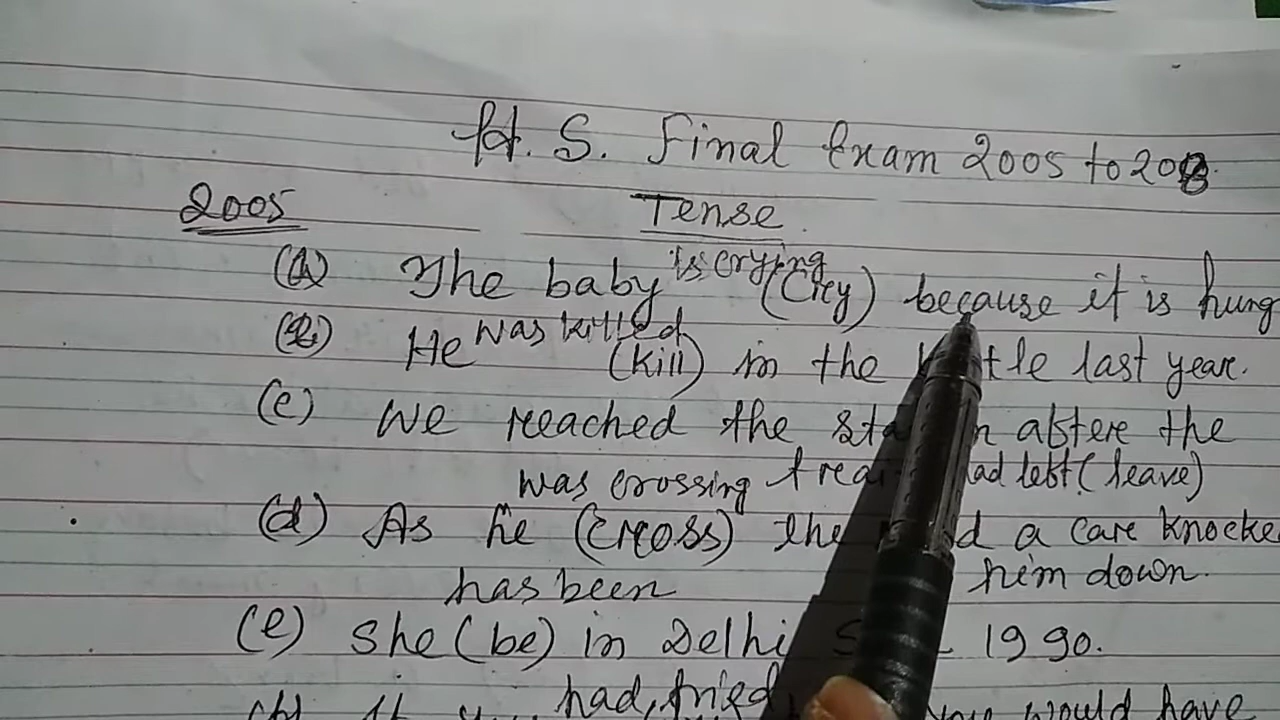 H. S. Final Exam 2005 to 2008
2005
Tense
is crying
(a) The baby (Cry) because it is hung
was killed
He (kill) in the last year.
(c) We reached the after the
was crossing left (leave)
(d) As he (cross) the a car knocke
has been him down.
(e) she (be) in Delhi 1990.
had, tried,
If would have